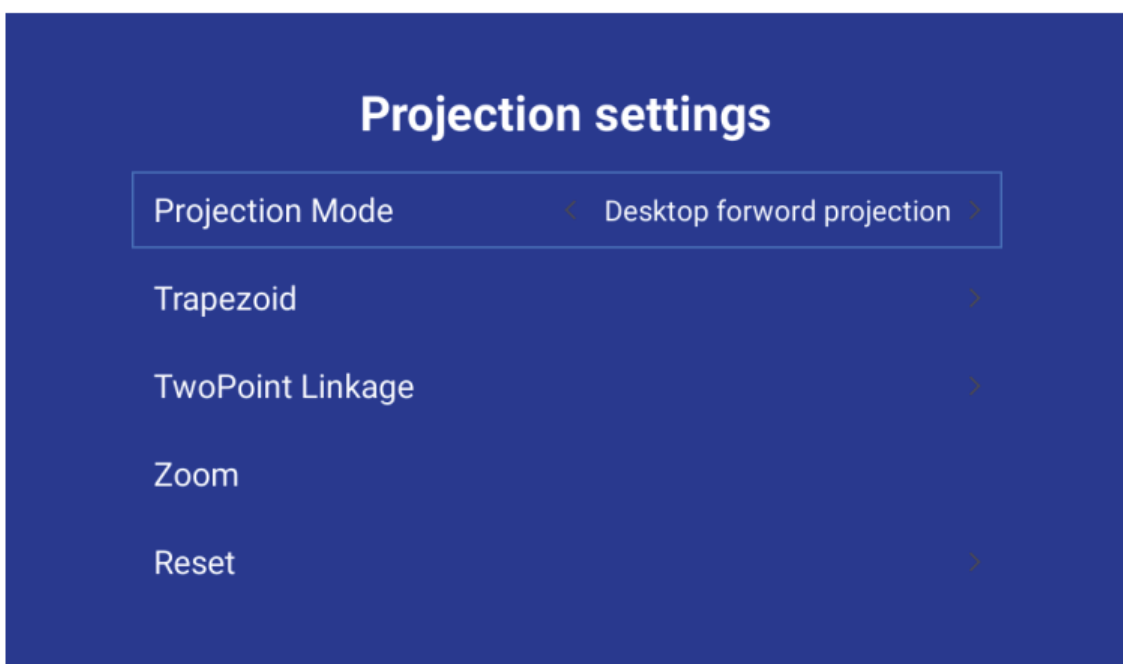 Projection settings
Projection Mode < Desktop forword projection >
Trapezoid >
TwoPoint Linkage >
Zoom
Reset >